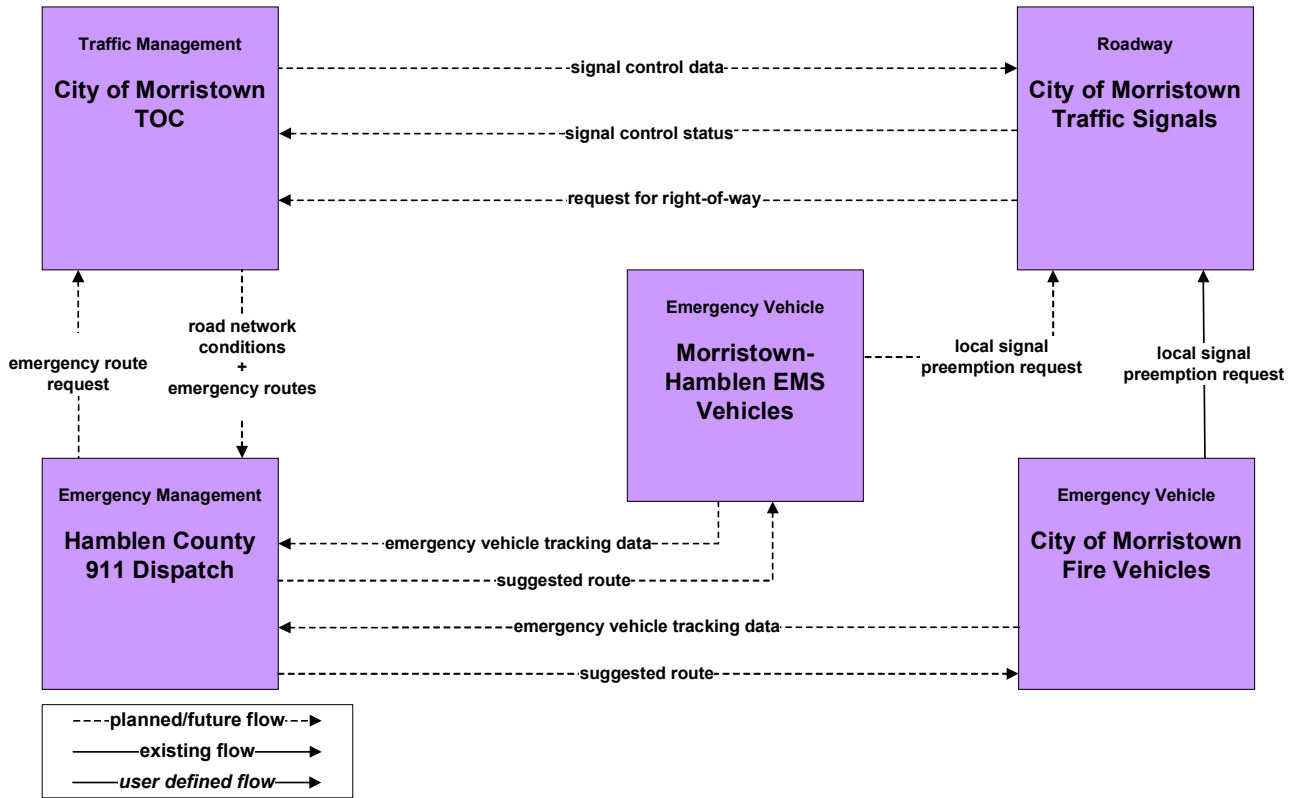 Traffic Management
City of Morristown
TOC
Roadway
City of Morristown
Traffic Signals
signal control data
signal control status
request for right-of-way
emergency route
request
road network
conditions
+
emergency routes
Emergency Vehicle
Morristown-
Hamblen EMS
Vehicles
local signal
preemption request
local signal
preemption request
Emergency Management
Hamblen County
911 Dispatch
Emergency Vehicle
City of Morristown
Fire Vehicles
emergency vehicle tracking data
suggested route
emergency vehicle tracking data
suggested route
planned/future flow
existing flow
user defined flow